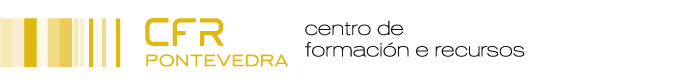 CFR
PONTEVEDRA
centro de
formación e recursos